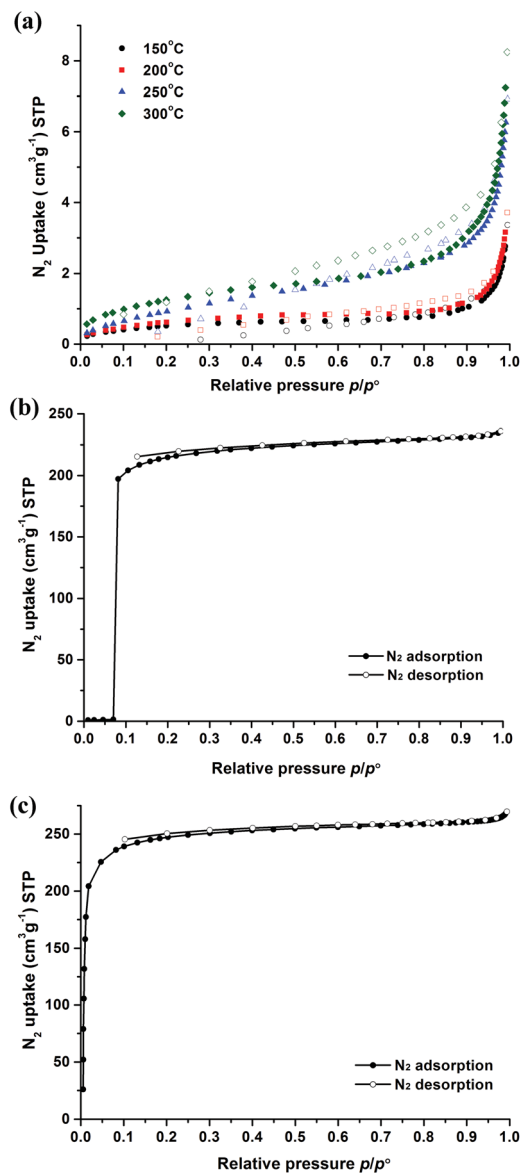 (a)
150°C
200°C
250°C
300°C
N₂ Uptake ( cm³g⁻¹) STP
8
6
4
2
0
0.0 0.1 0.2 0.3 0.4 0.5 0.6 0.7 0.8 0.9 1.0
Relative pressure p/p°
(b)
N₂ uptake (cm³g⁻¹) STP
250
200
150
100
50
0
N₂ adsorption
N₂ desorption
0.0 0.1 0.2 0.3 0.4 0.5 0.6 0.7 0.8 0.9 1.0
Relative pressure p/p°
(c)
N₂ uptake (cm³g⁻¹) STP
250
200
150
100
50
0
N₂ adsorption
N₂ desorption
0.0 0.1 0.2 0.3 0.4 0.5 0.6 0.7 0.8 0.9 1.0
Relative pressure p/p°